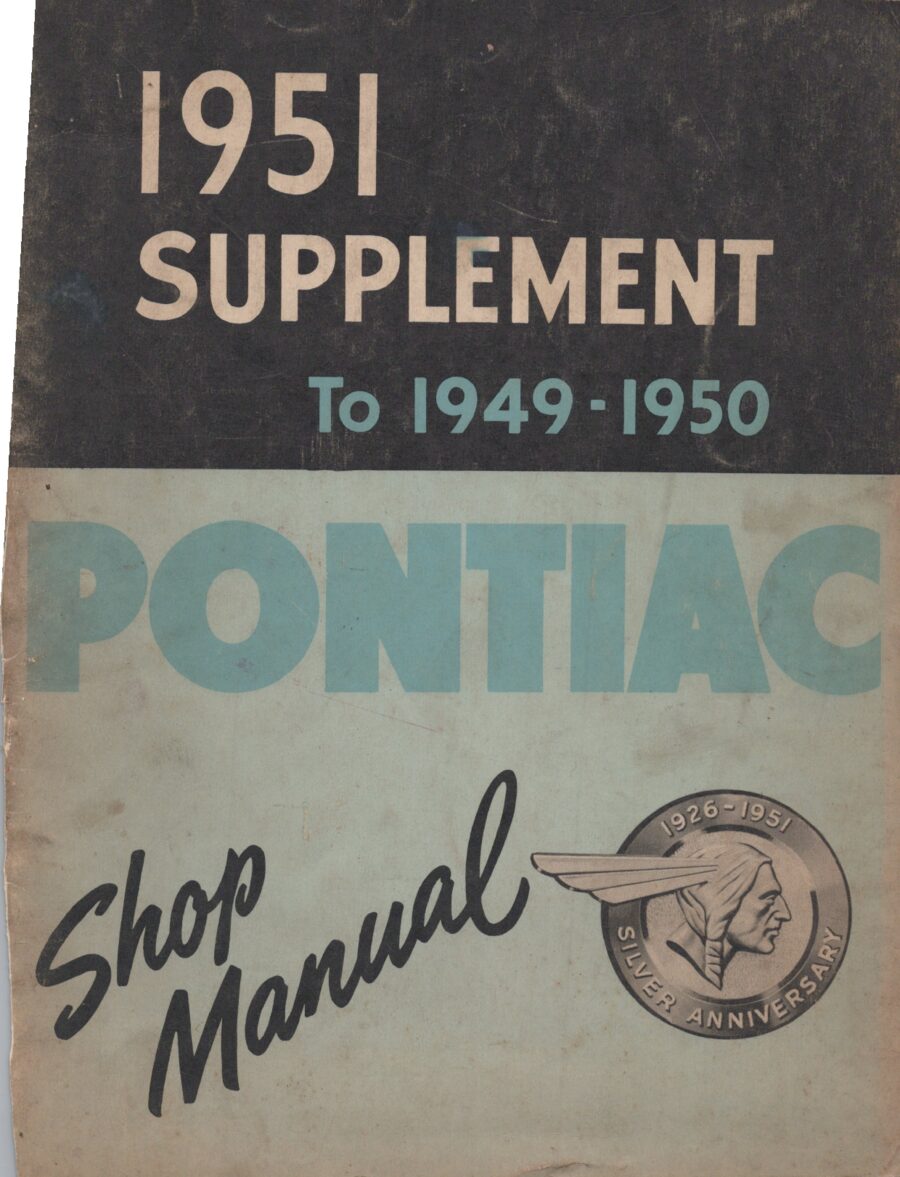 1951
SUPPLEMENT
To 1949-1950
PONTIAC
Shop
Manual
1926-1951
SILVER ANNIVERSARY